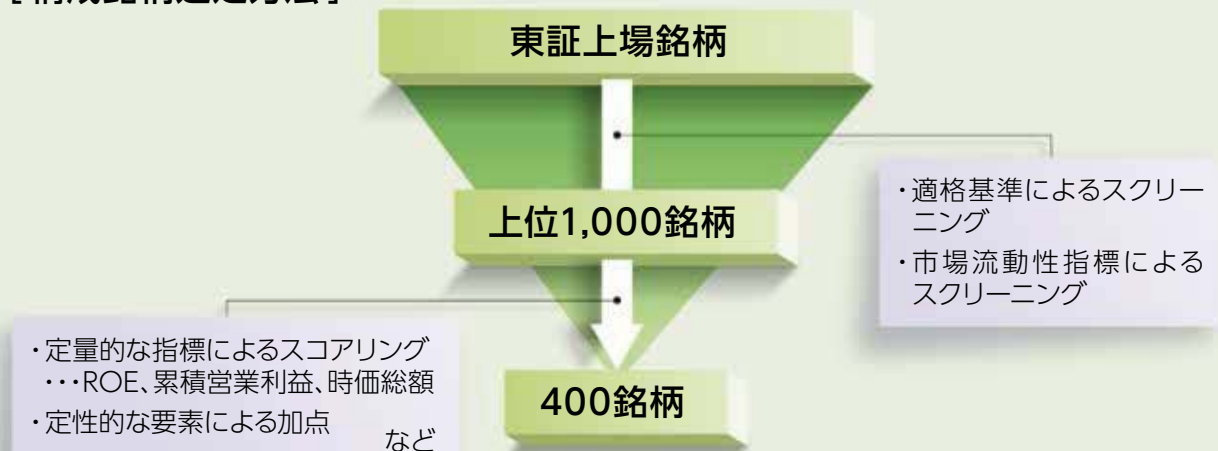 東証上場銘柄
上位1,000銘柄
・適格基準によるスクリー
ニング
・市場流動性指標による
スクリーニング
・定量的な指標によるスコアリング
・・・ROE、累積営業利益、時価総額
・定性的な要素による加点
など
400銘柄